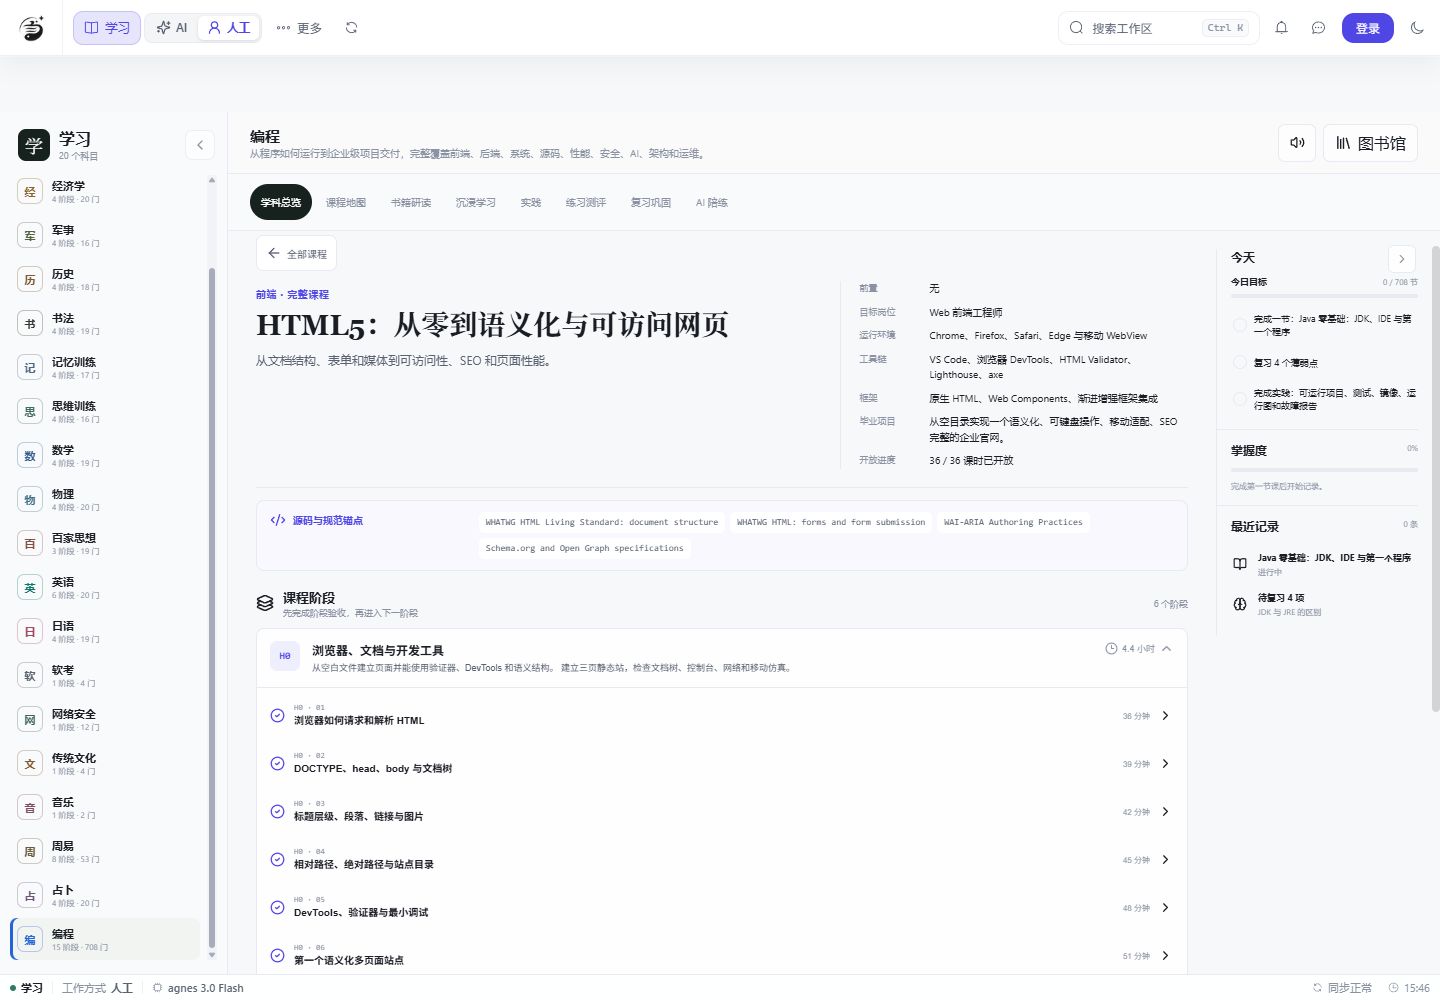 学习
AI
人工
更多
搜索工作区
Ctrl K
登录
学
学习
20 个科目
经
经济学
4 阶段 · 20 门
军
军事
4 阶段 · 16 门
历
历史
4 阶段 · 18 门
书
书法
4 阶段 · 19 门
记
记忆训练
4 阶段 · 17 门
思
思维训练
4 阶段 · 16 门
数
数学
4 阶段 · 19 门
物
物理
4 阶段 · 20 门
百
百家思想
3 阶段 · 19 门
英
英语
6 阶段 · 20 门
日
日语
4 阶段 · 19 门
软
软考
1 阶段 · 4 门
网
网络安全
1 阶段 · 12 门
文
传统文化
1 阶段 · 4 门
音
音乐
1 阶段 · 2 门
周
周易
8 阶段 · 53 门
占
占卜
4 阶段 · 20 门
编
编程
15 阶段 · 708 门
编程
从程序如何运行到企业级项目交付，完整覆盖前端、后端、系统、源码、性能、安全、AI、架构和运维。
图书馆
学科总览
课程地图
书籍研读
沉浸学习
实践
练习测评
复习巩固
AI 陪练
全部课程
前端 · 完整课程
HTML5：从零到语义化与可访问网页
从文档结构、表单和媒体到可访问性、SEO 和页面性能。
前置 无
目标岗位 Web 前端工程师
运行环境 Chrome、Firefox、Safari、Edge 与移动 WebView
工具链 VS Code、浏览器 DevTools、HTML Validator、
Lighthouse、axe
框架 原生 HTML、Web Components、渐进增强框架集成
毕业项目 从空目录实现一个语义化、可键盘操作、移动适配、SEO
完整的企业官网。
开放进度 36 / 36 课时已开放
源码与规范锚点
WHATWG HTML Living Standard: document structure
WHATWG HTML: forms and form submission
WAI-ARIA Authoring Practices
Schema.org and Open Graph specifications
课程阶段
先完成阶段验收，再进入下一阶段
6 个阶段
H0
浏览器、文档与开发工具
从空白文件建立页面并能使用验证器、DevTools 和语义结构。 建立三页静态站，检查文档树、控制台、网络和移动仿真。
4.4 小时
H0 · 01
浏览器如何请求和解析 HTML
36 分钟
H0 · 02
DOCTYPE、head、body 与文档树
39 分钟
H0 · 03
标题层级、段落、链接与图片
42 分钟
H0 · 04
相对路径、绝对路径与站点目录
45 分钟
H0 · 05
DevTools、验证器与最小调试
48 分钟
H0 · 06
第一个语义化多页面站点
51 分钟
今天
今日目标
0 / 708 节
完成一节：Java 零基础：JDK、IDE 与第
一个程序
复习 4 个薄弱点
完成实践：可运行项目、测试、镜像、运
行图和故障报告
掌握度
0%
完成第一节课后开始记录。
最近记录
0 条
Java 零基础：JDK、IDE 与第一个程序
进行中
待复习 4 项
JDK 与 JRE 的区别
学习
工作方式 人工
agnes 3.0 Flash
同步正常
15:46